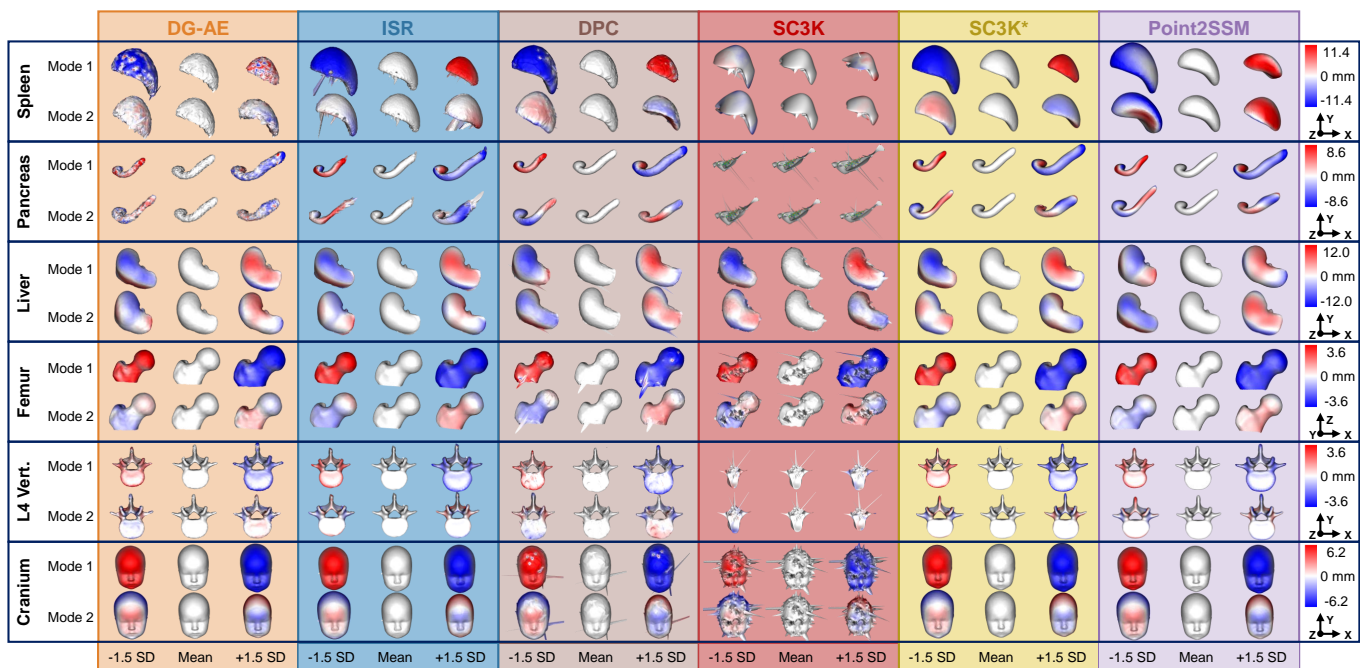 DG-AE ISR DPC SC3K SC3K* Point2SSM
Spleen
Mode 1
Mode 2
11.4
0 mm
-11.4
Y
Z X
Pancreas
Mode 1
Mode 2
8.6
0 mm
-8.6
Y
Z X
Liver
Mode 1
Mode 2
12.0
0 mm
-12.0
Y
Z X
Femur
Mode 1
Mode 2
3.6
0 mm
-3.6
Z
Y X
L4 Vert.
Mode 1
Mode 2
3.6
0 mm
-3.6
Y
Z X
Cranium
Mode 1
Mode 2
6.2
0 mm
-6.2
Y
Z X
-1.5 SD Mean +1.5 SD -1.5 SD Mean +1.5 SD -1.5 SD Mean +1.5 SD -1.5 SD Mean +1.5 SD -1.5 SD Mean +1.5 SD -1.5 SD Mean +1.5 SD